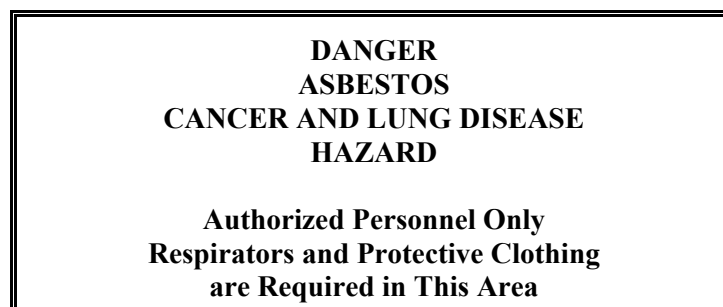 DANGER
ASBESTOS
CANCER AND LUNG DISEASE
HAZARD
Authorized Personnel Only
Respirators and Protective Clothing
are Required in This Area